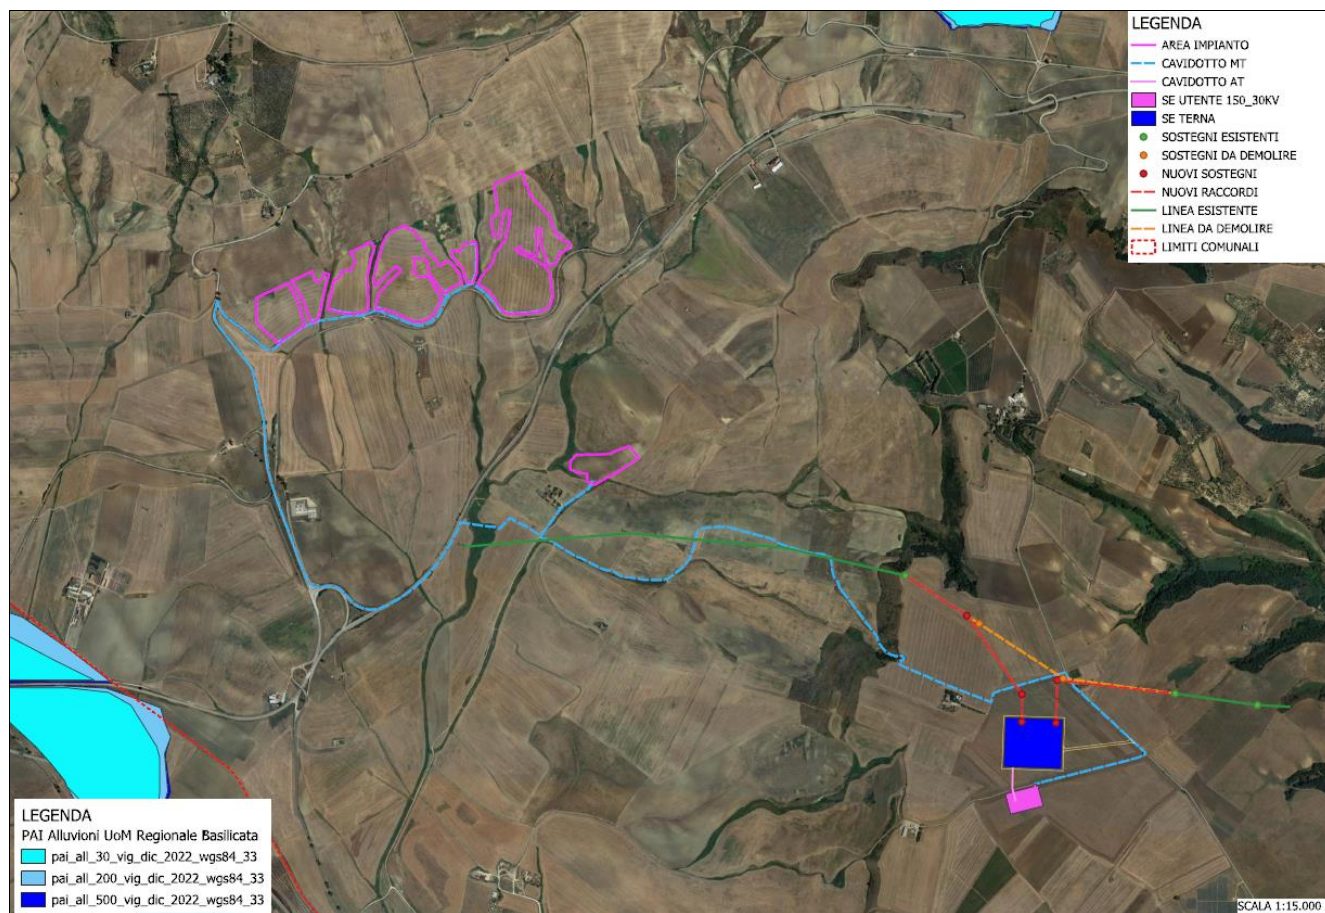 LEGENDA
AREA IMPIANTO
CAVIDOTTO MT
CAVIDOTTO AT
SE UTENTE 150_30KV
SE TERNA
SOSTEGNI ESISTENTI
SOSTEGNI DA DEMOLIRE
NUOVI SOSTEGNI
NUOVI RACCORDI
LINEA ESISTENTE
LINEA DA DEMOLIRE
LIMITI COMUNALI
LEGENDA
PAI Alluvioni UoM Regionale Basilicata
pai_all_30_vig_dic_2022_wgs84_33
pai_all_200_vig_dic_2022_wgs84_33
pai_all_500_vig_dic_2022_wgs84_33
SCALA 1:15.000